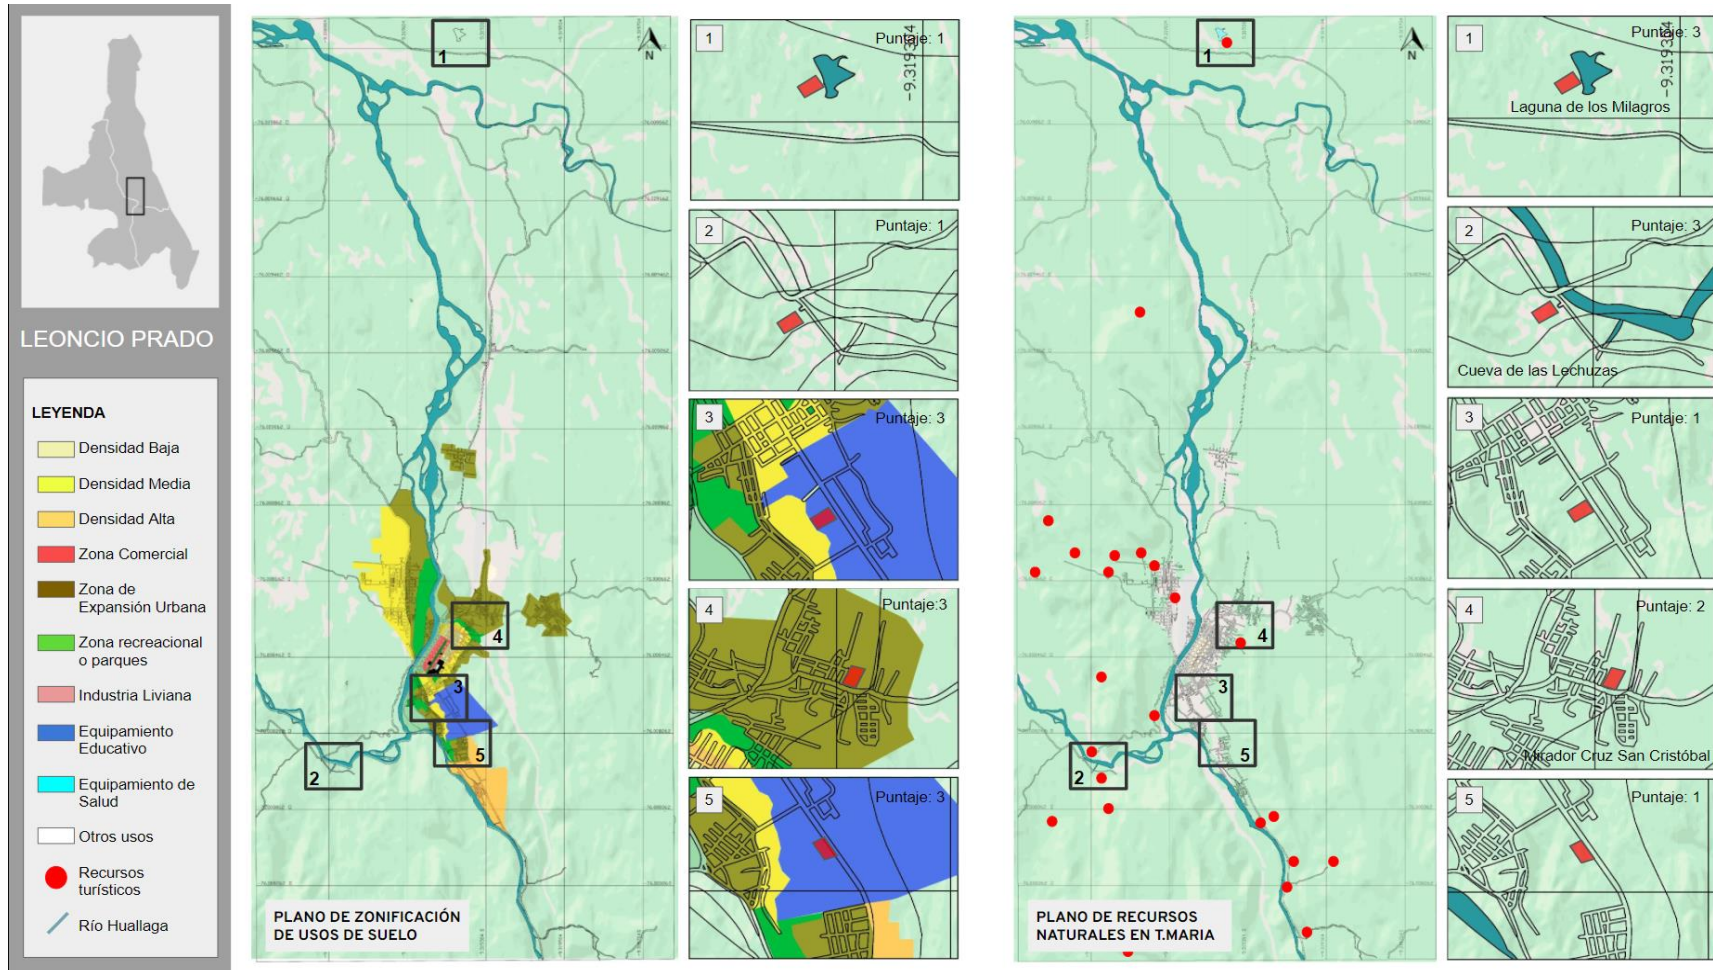 LEONCIO PRADO
LEYENDA
Densidad Baja
Densidad Media
Densidad Alta
Zona Comercial
Zona de
Expansión Urbana
Zona recreacional
o parques
Industria Liviana
Equipamiento
Educativo
Equipamiento de
Salud
Otros usos
Recursos
turísticos
Río Huallaga
N
1
4
3
5
2
PLANO DE ZONIFICACIÓN
DE USOS DE SUELO
1
Puntaje: 1
-9.319354
2
Puntaje: 1
3
Puntaje: 3
4
Puntaje:3
5
Puntaje: 3
N
1
4
3
5
2
PLANO DE RECURSOS
NATURALES EN T.MARIA
1
Puntaje: 3
-9.319354
Laguna de los Milagros
2
Puntaje: 3
Cueva de las Lechuzas
3
Puntaje: 1
4
Puntaje: 2
Mirador Cruz San Cristóbal
5
Puntaje: 1